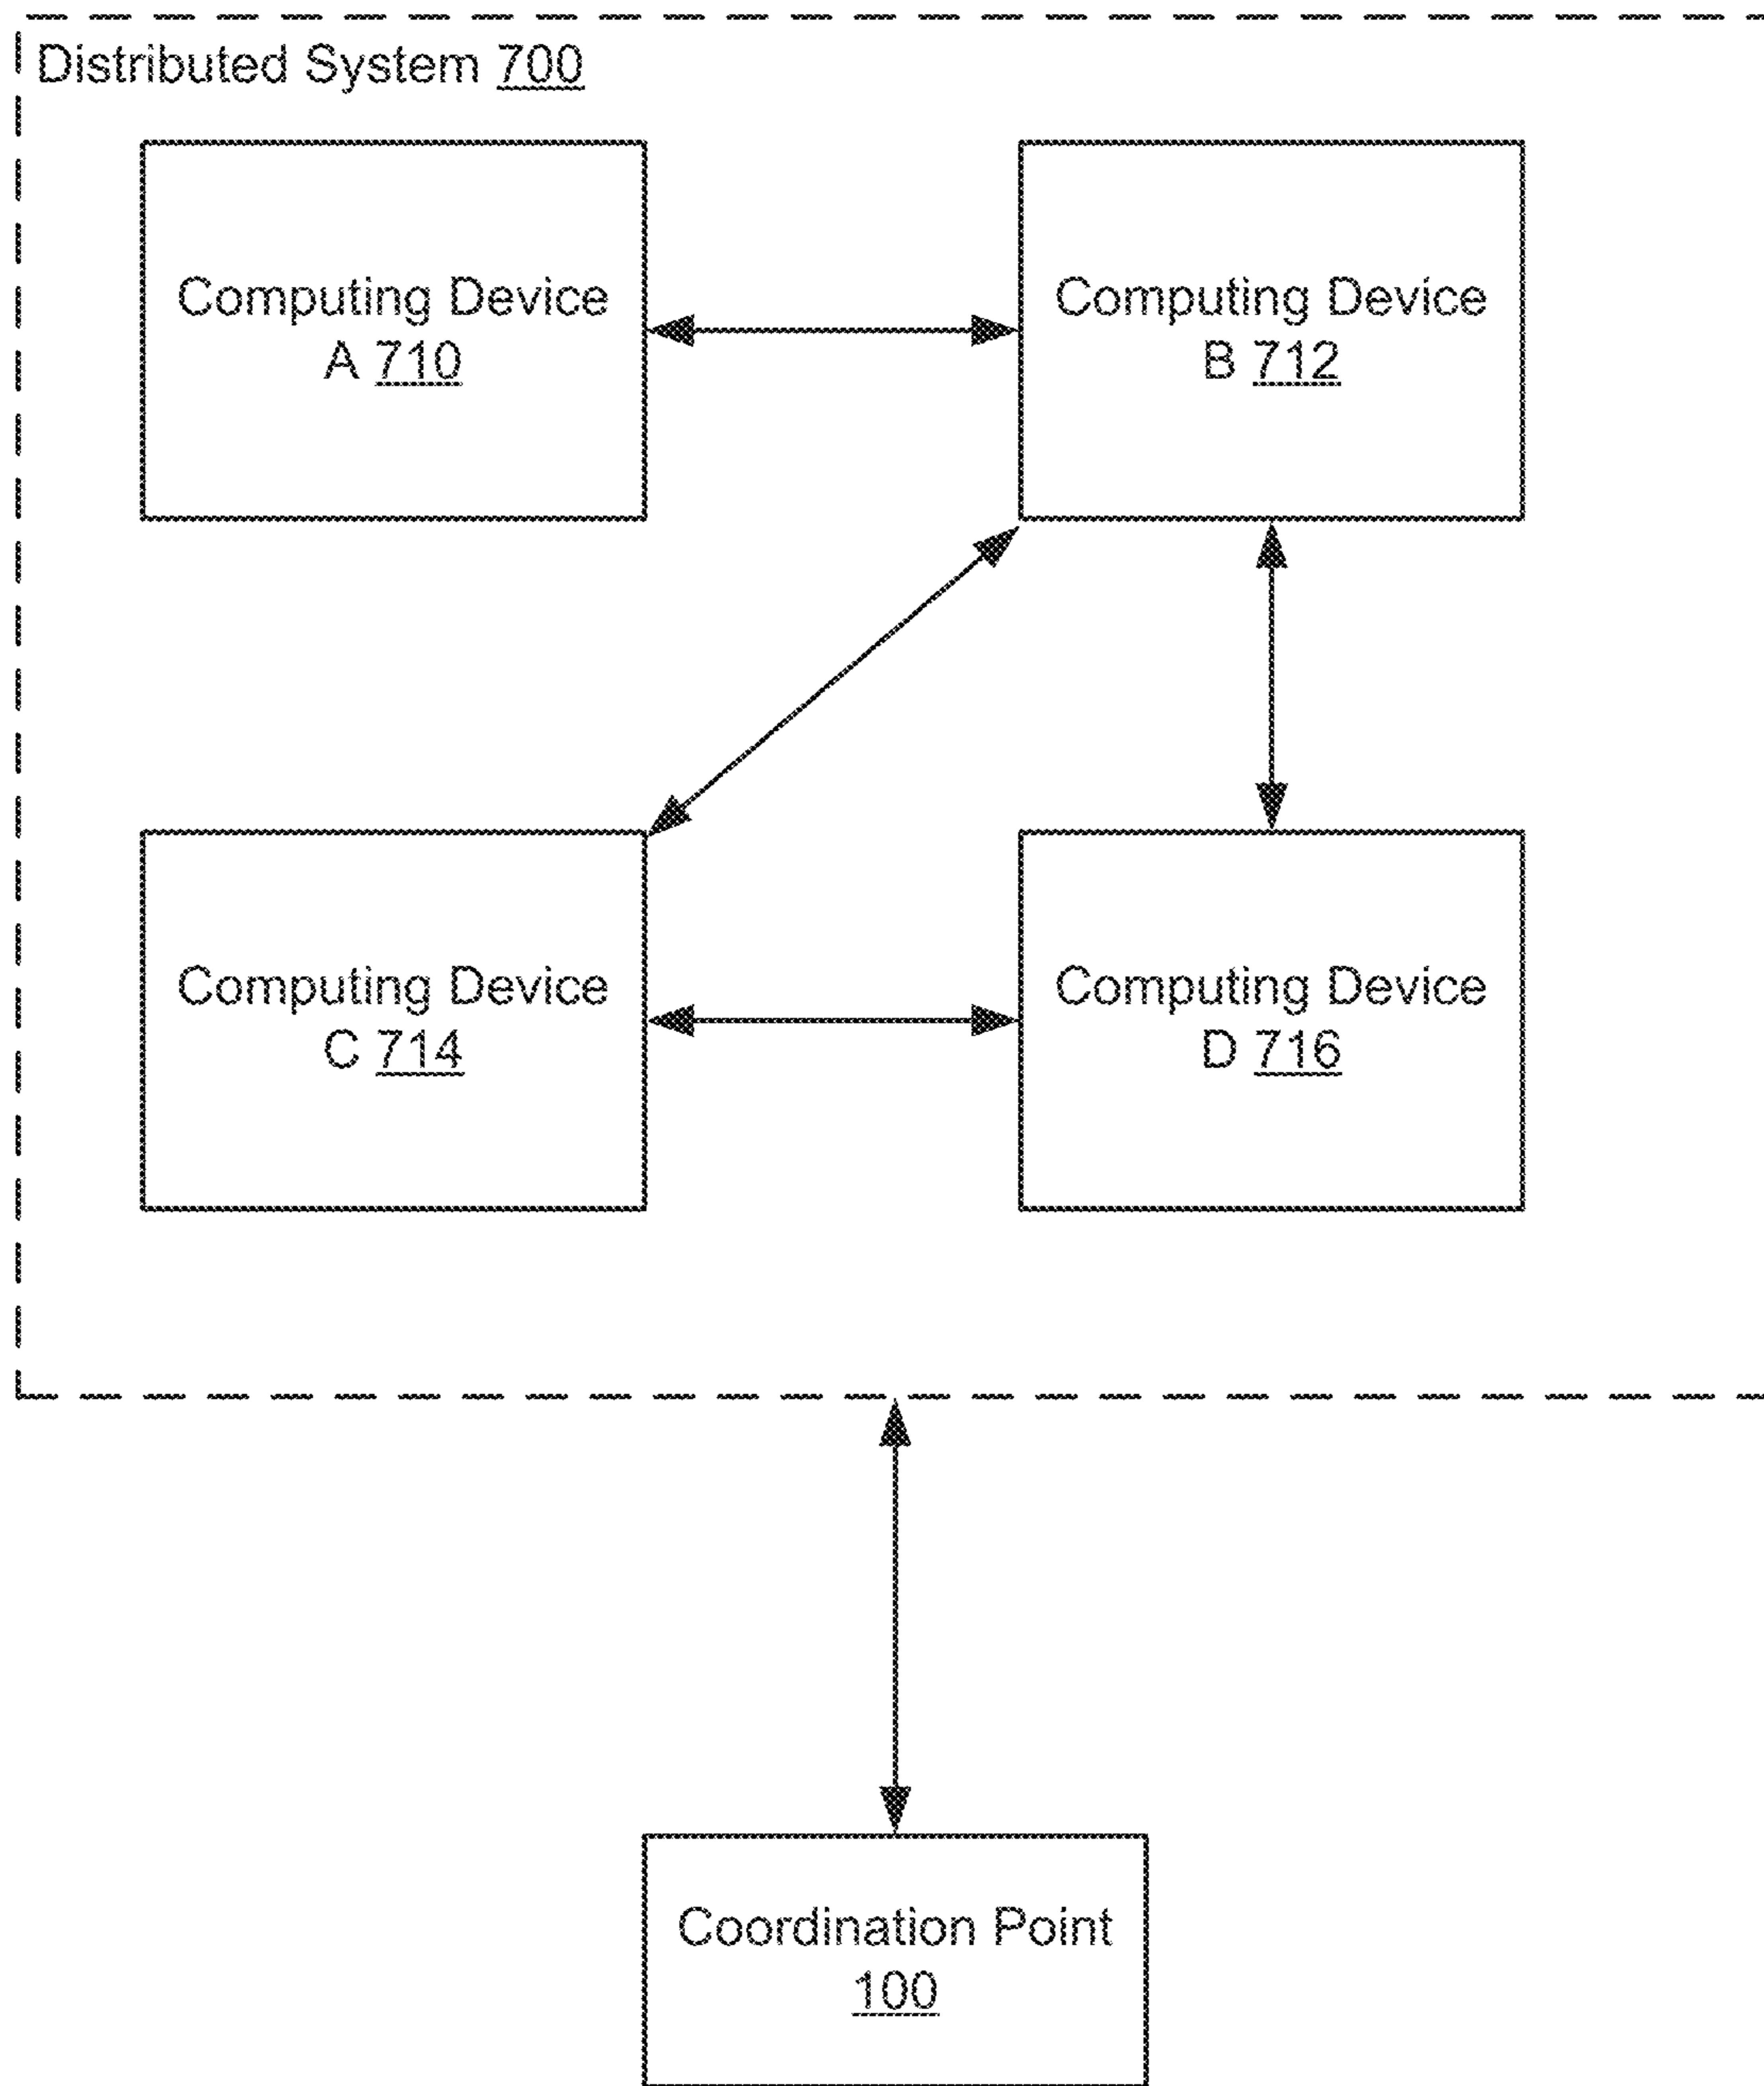 Distributed System 700
Computing Device
A 710
Computing Device
B 712
Computing Device
C 714
Computing Device
D 716
Coordination Point
100